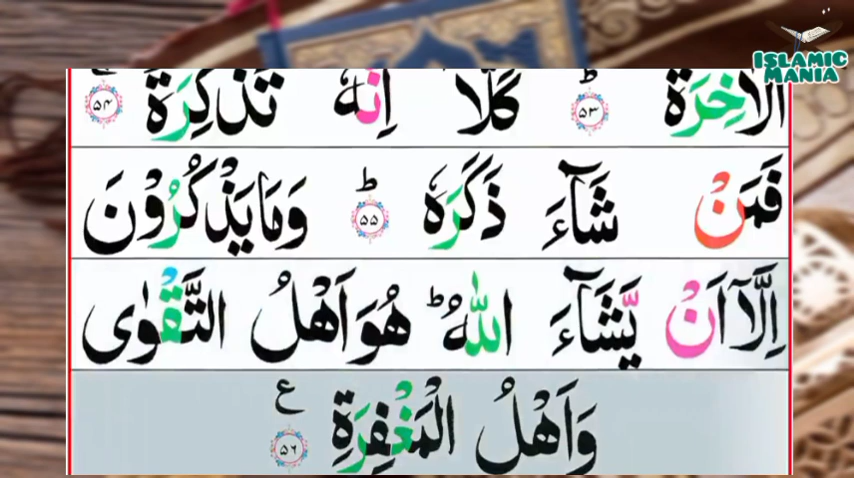 ISLAMIC
MANIA
الْاٰخِرَةَ ؕ ۵۳ كَلَّاۤ اِنَّهٗ تَذْكِرَةٌ ۵۴
فَمَنْ شَآءَ ذَكَرَهٗ ؕ ۵۵ وَمَا يَذْكُرُوْنَ
اِلَّاۤ اَنْ يَّشَآءَ اللّٰهُ ؕ هُوَ اَهْلُ التَّقْوٰى
وَاَهْلُ الْمَغْفِرَةِ ۵۶ ع